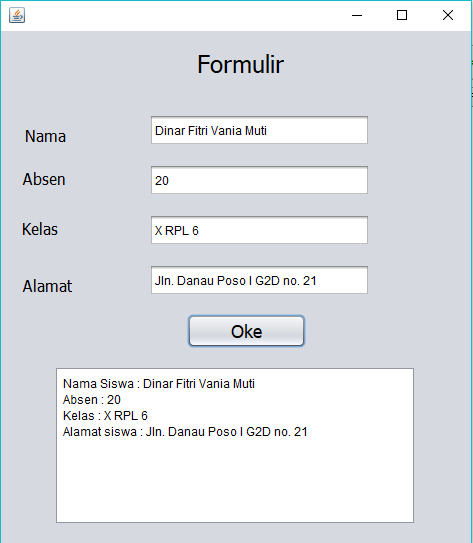 Formulir
Nama
Dinar Fitri Vania Muti
Absen
20
Kelas
X RPL 6
Alamat
Jln. Danau Poso I G2D no. 21
Oke
Nama Siswa : Dinar Fitri Vania Muti
Absen : 20
Kelas : X RPL 6
Alamat siswa : Jln. Danau Poso I G2D no. 21